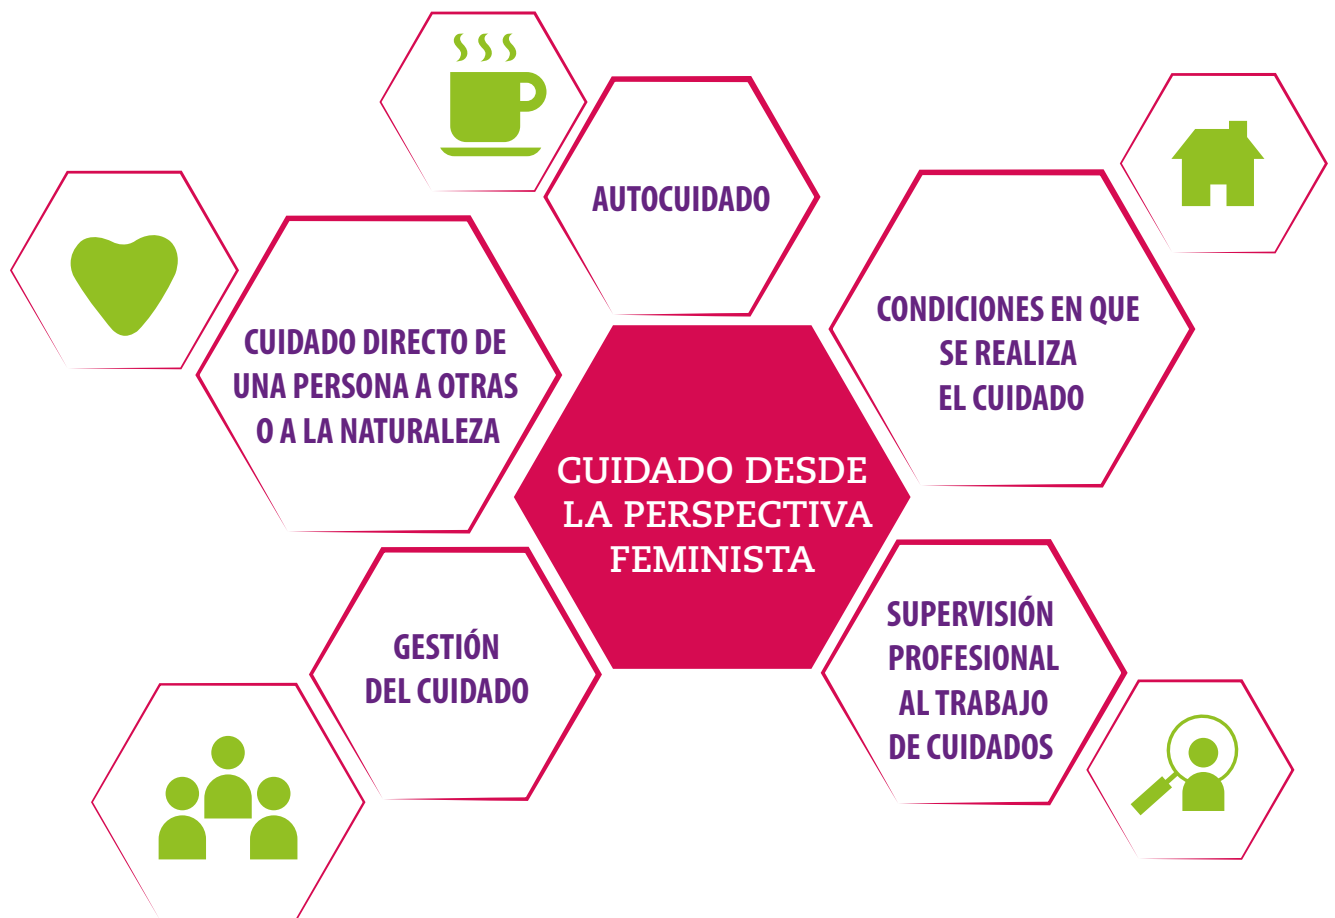 AUTOCUIDADO
CUIDADO DIRECTO DE
UNA PERSONA A OTRAS
O A LA NATURALEZA
CONDICIONES EN QUE
SE REALIZA
EL CUIDADO
CUIDADO DESDE
LA PERSPECTIVA
FEMINISTA
GESTIÓN
DEL CUIDADO
SUPERVISIÓN
PROFESIONAL
AL TRABAJO
DE CUIDADOS